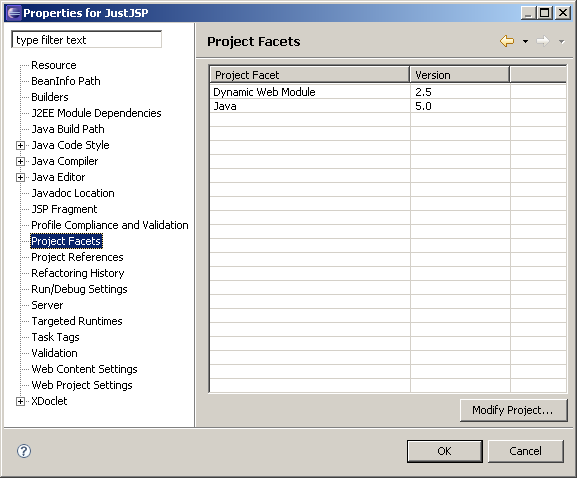 Properties for JustJSP
type filter text
Resource
BeanInfo Path
Builders
J2EE Module Dependencies
Java Build Path
Java Code Style
Java Compiler
Java Editor
Javadoc Location
JSP Fragment
Profile Compliance and Validation
Project Facets
Project References
Refactoring History
Run/Debug Settings
Server
Targeted Runtimes
Task Tags
Validation
Web Content Settings
Web Project Settings
XDoclet
Project Facets
Project Facet Version
Dynamic Web Module 2.5
Java 5.0
Modify Project...
?
OK Cancel